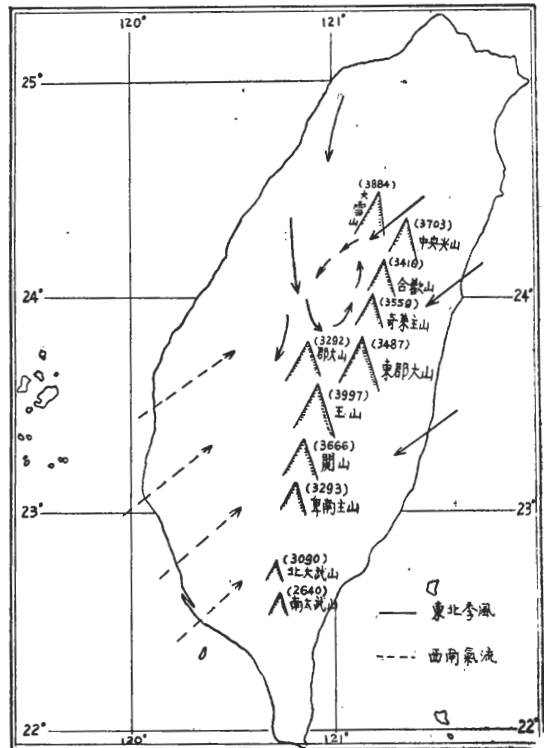 120°
121°
25°
(3884)
大雪山
(3703)
中央尖山
(3416)
合歡山
24°
24°
(3559)
奇萊主山
(3292)
郡大山
(3487)
東郡大山
(3997)
玉山
(3666)
關山
23°
(3293)
卑南主山
23°
(3090)
北大武山
(2640)
南大武山
東北季風
西南氣流
22°
22°
120°
121°